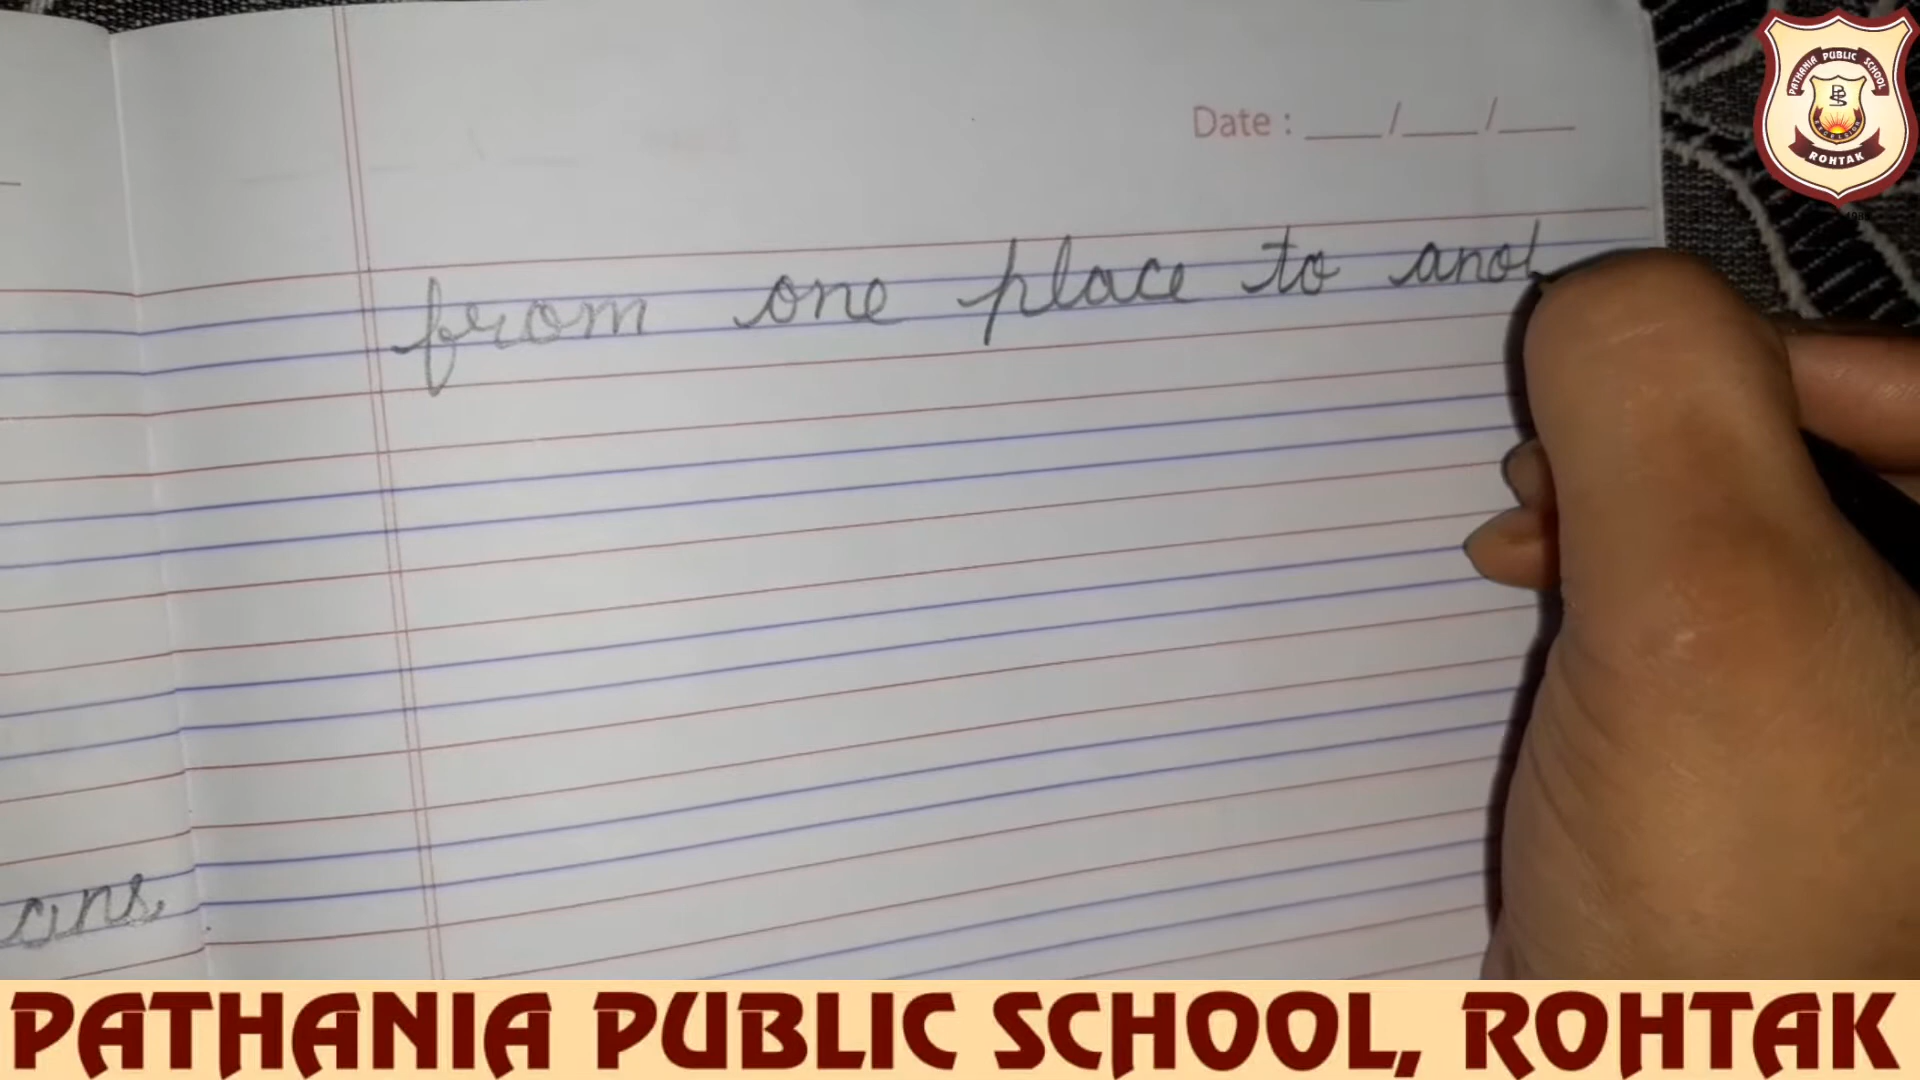 Date : ___/___/___
from one place to anot
PATHANIA PUBLIC SCHOOL
ROHTAK
PATHANIA PUBLIC SCHOOL, ROHTAK